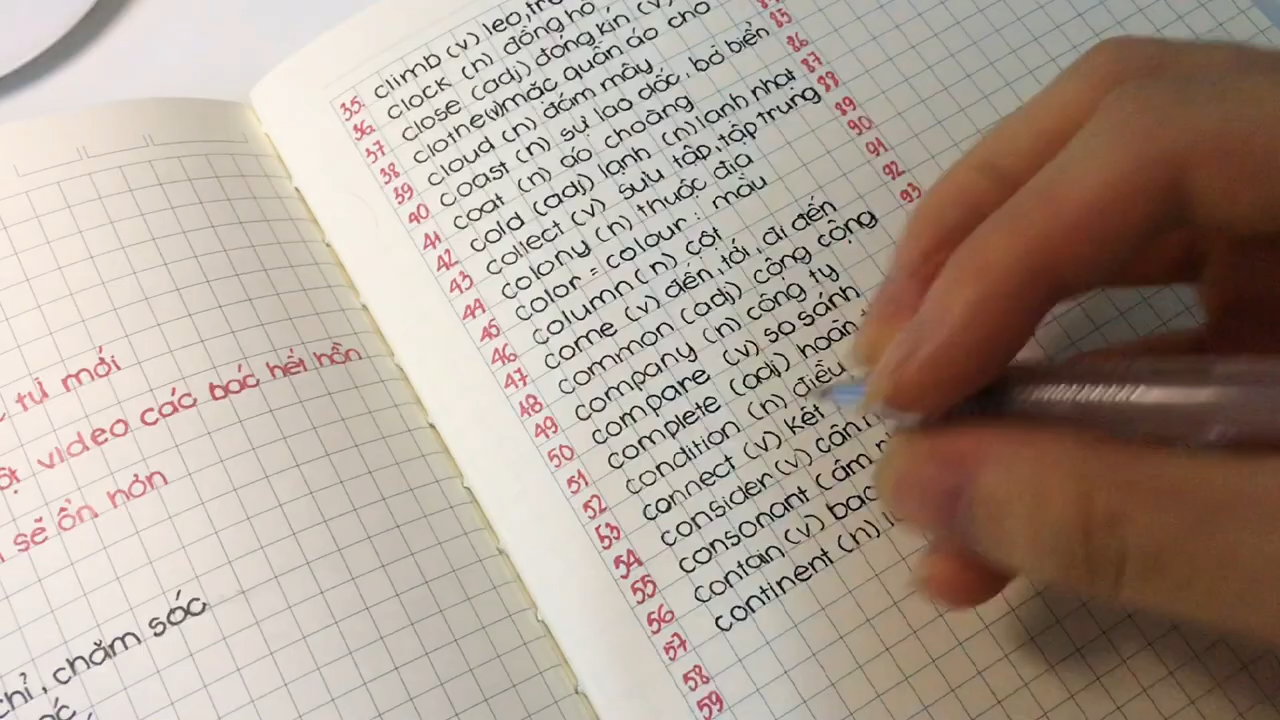 từ mới
video các bác hết hồn
sẽ ổn hơn
chăm sóc
35. climb (v) leo,
36. clock (n) đồng hồ
37 close (adj) đóng kín (v)
38 clothe (v) mặc quần áo cho
39 cloud (n) đám mây
40 coast (n) sự lao dốc, bờ biển
41 coat (n) áo choàng
42 cold (adj) lạnh (n) lạnh nhạt
43 collect (v) sưu tập, tập trung
44 colony (n) thuộc địa
45 color = colour : màu
46 column (n) cột
47 come (v) đến, tới, đi đến
48 common (adj) công cộng
49 company (n) công ty
50 compare (v) so sánh
51 complete (adj) hoàn
52 condition (n) điều
53 connect (v) kết
54 consider (v) cân
55 consonant (âm
56 contain (v) bao
57 continent (n)
58
59
85
86
87
88
89
90
91
92
93